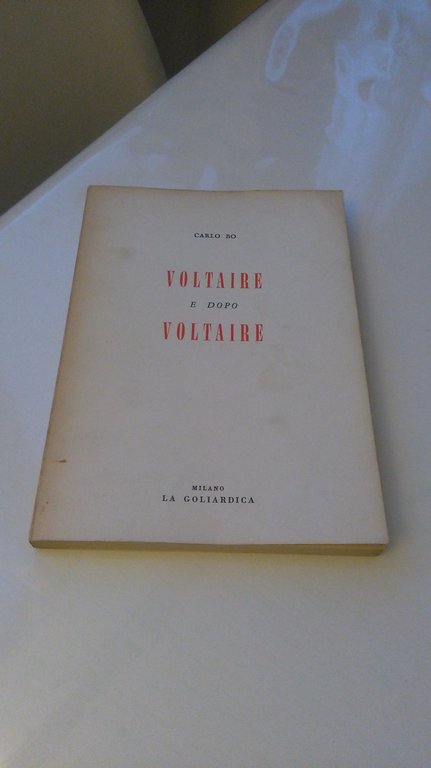 CARLO BO
VOLTAIRE
E DOPO
VOLTAIRE
MILANO
LA GOLIARDICA